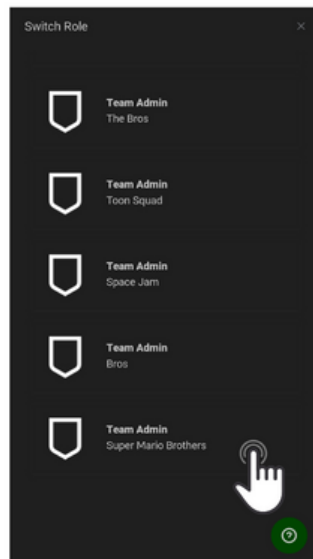 Switch Role
Team Admin
The Bros
Team Admin
Toon Squad
Team Admin
Space Jam
Team Admin
Bros
Team Admin
Super Mario Brothers